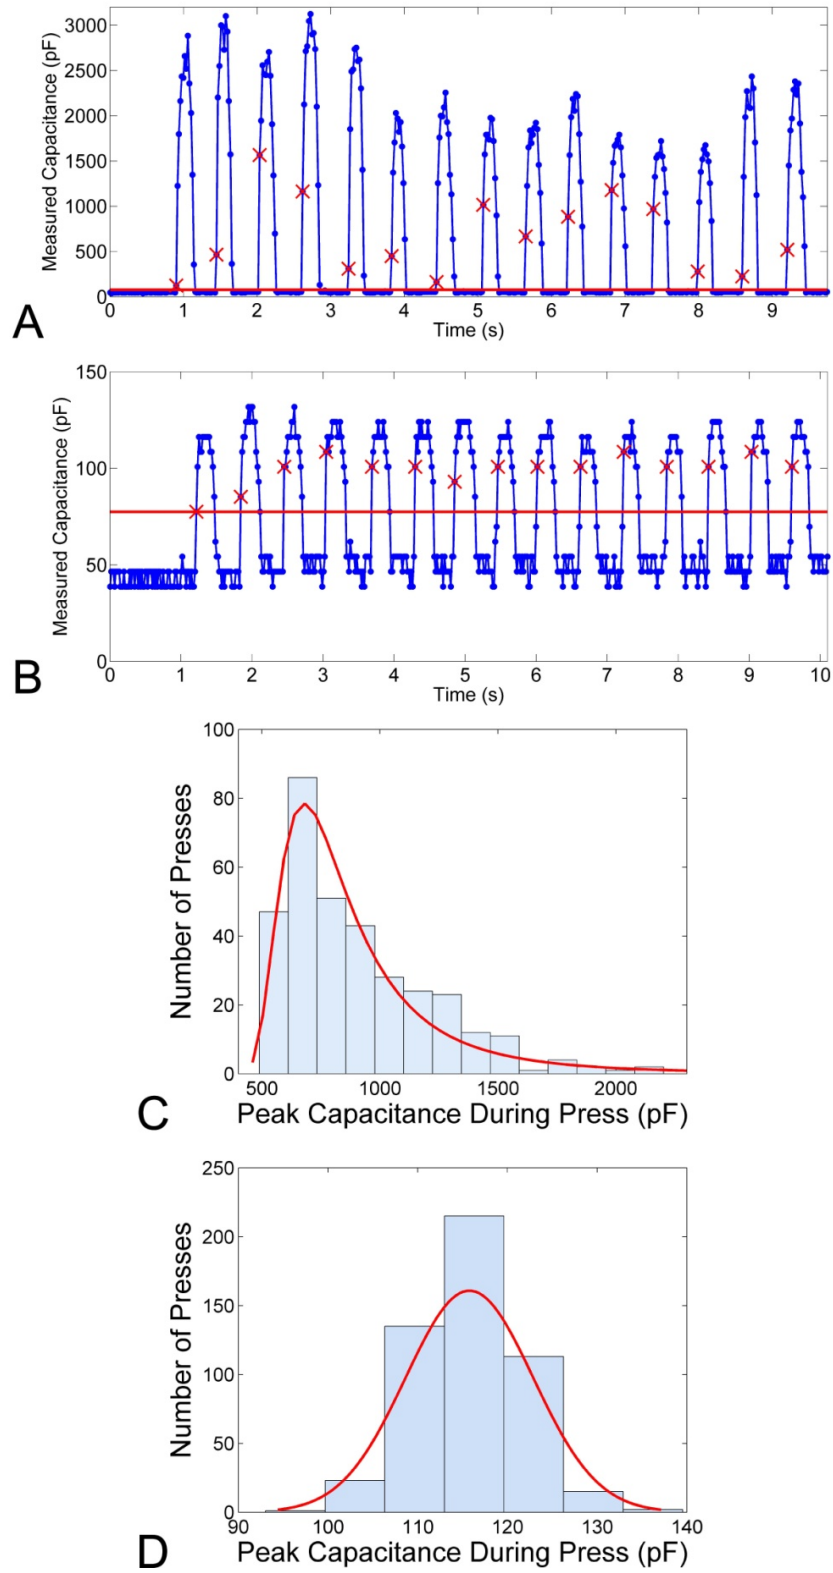 3000
2500
2000
1500
1000
500
0
Measured Capacitance (pF)
0 1 2 3 4 5 6 7 8 9
Time (s)
A
150
100
50
0
Measured Capacitance (pF)
0 1 2 3 4 5 6 7 8 9 10
Time (s)
B
100
80
60
40
20
0
Number of Presses
500 1000 1500 2000
Peak Capacitance During Press (pF)
C
250
200
150
100
50
0
Number of Presses
90 100 110 120 130 140
Peak Capacitance During Press (pF)
D